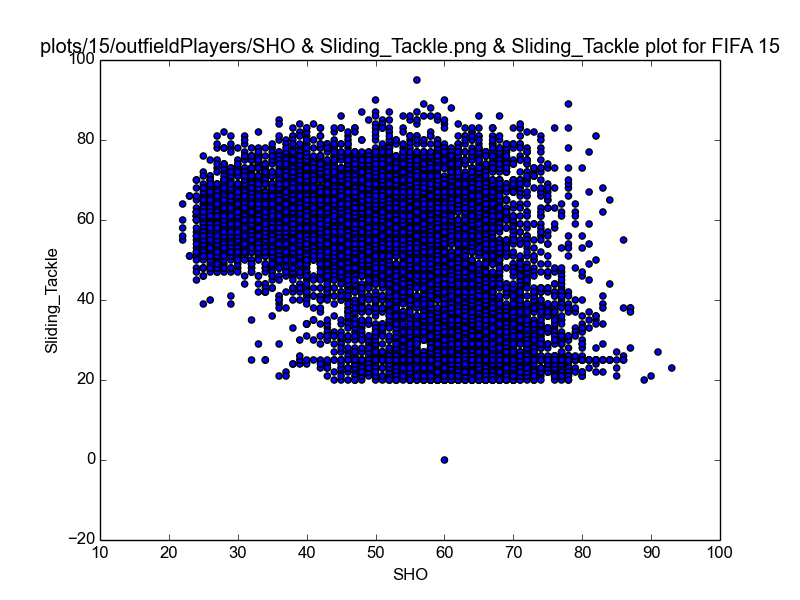 plots/15/outfieldPlayers/SHO & Sliding_Tackle.png & Sliding_Tackle plot for FIFA 15
100
80
60
40
20
0
−20
Sliding_Tackle
10 20 30 40 50 60 70 80 90 100
SHO